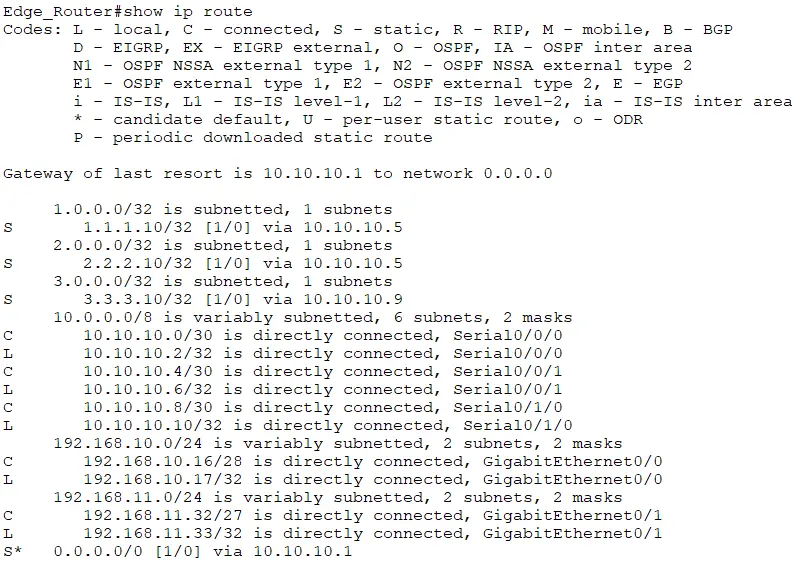 Edge_Router#show ip route
Codes: L - local, C - connected, S - static, R - RIP, M - mobile, B - BGP
       D - EIGRP, EX - EIGRP external, O - OSPF, IA - OSPF inter area
       N1 - OSPF NSSA external type 1, N2 - OSPF NSSA external type 2
       E1 - OSPF external type 1, E2 - OSPF external type 2, E - EGP
       i - IS-IS, L1 - IS-IS level-1, L2 - IS-IS level-2, ia - IS-IS inter area
       * - candidate default, U - per-user static route, o - ODR
       P - periodic downloaded static route
Gateway of last resort is 10.10.10.1 to network 0.0.0.0
     1.0.0.0/32 is subnetted, 1 subnets
S       1.1.1.10/32 [1/0] via 10.10.10.5
     2.0.0.0/32 is subnetted, 1 subnets
S       2.2.2.10/32 [1/0] via 10.10.10.5
     3.0.0.0/32 is subnetted, 1 subnets
S       3.3.3.10/32 [1/0] via 10.10.10.9
     10.0.0.0/8 is variably subnetted, 6 subnets, 2 masks
C       10.10.10.0/30 is directly connected, Serial0/0/0
L       10.10.10.2/32 is directly connected, Serial0/0/0
C       10.10.10.4/30 is directly connected, Serial0/0/1
L       10.10.10.6/32 is directly connected, Serial0/0/1
C       10.10.10.8/30 is directly connected, Serial0/1/0
L       10.10.10.10/32 is directly connected, Serial0/1/0
     192.168.10.0/24 is variably subnetted, 2 subnets, 2 masks
C       192.168.10.16/28 is directly connected, GigabitEthernet0/0
L       192.168.10.17/32 is directly connected, GigabitEthernet0/0
     192.168.11.0/24 is variably subnetted, 2 subnets, 2 masks
C       192.168.11.32/27 is directly connected, GigabitEthernet0/1
L       192.168.11.33/32 is directly connected, GigabitEthernet0/1
S*   0.0.0.0/0 [1/0] via 10.10.10.1